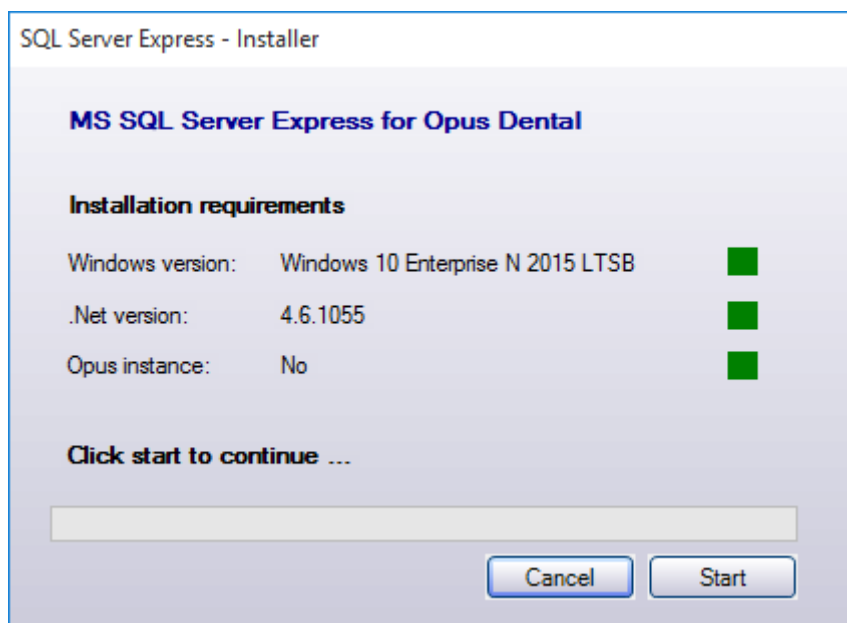 SQL Server Express - Installer
MS SQL Server Express for Opus Dental
Installation requirements
Windows version: Windows 10 Enterprise N 2015 LTSB
.Net version: 4.6.1055
Opus instance: No
Click start to continue ...
Cancel Start